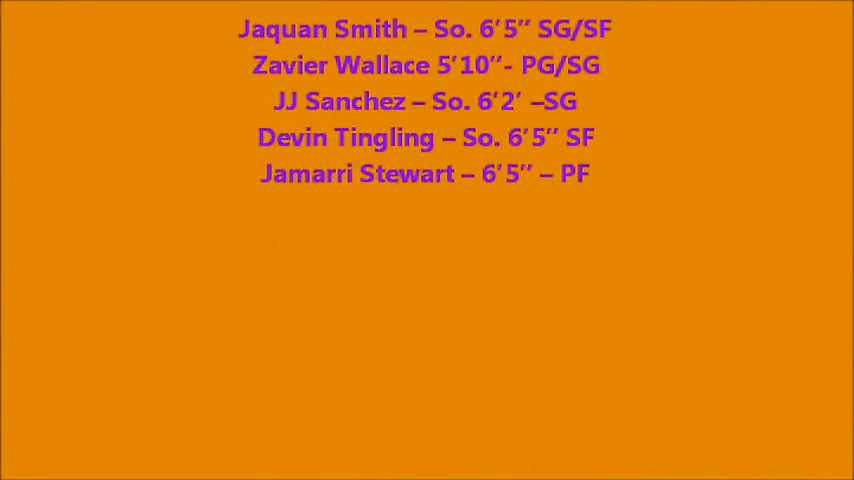 Jaquan Smith – So. 6’5” SG/SF
Zavier Wallace 5’10”- PG/SG
JJ Sanchez – So. 6’2’ –SG
Devin Tingling – So. 6’5” SF
Jamarri Stewart – 6’5” – PF